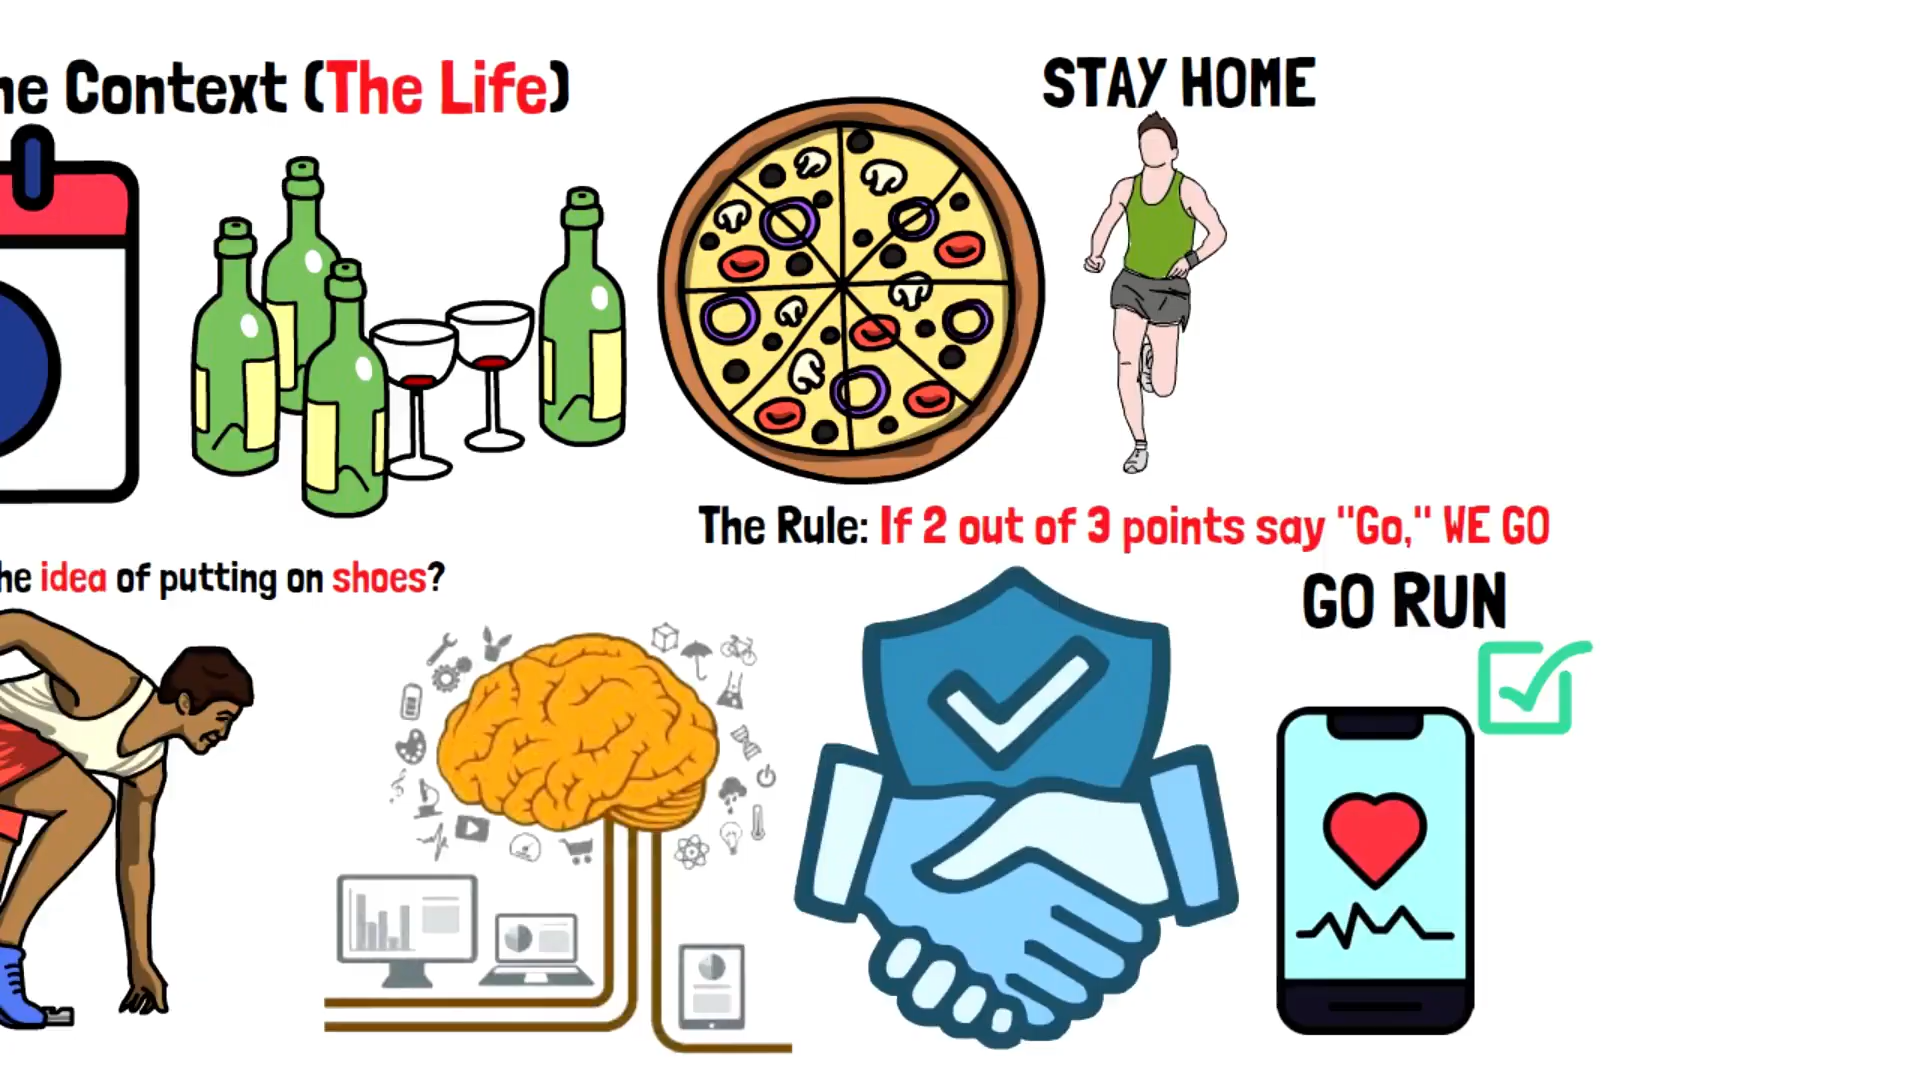 ne Context (The Life)
STAY HOME
The Rule: If 2 out of 3 points say "Go," WE GO
he idea of putting on shoes?
GO RUN